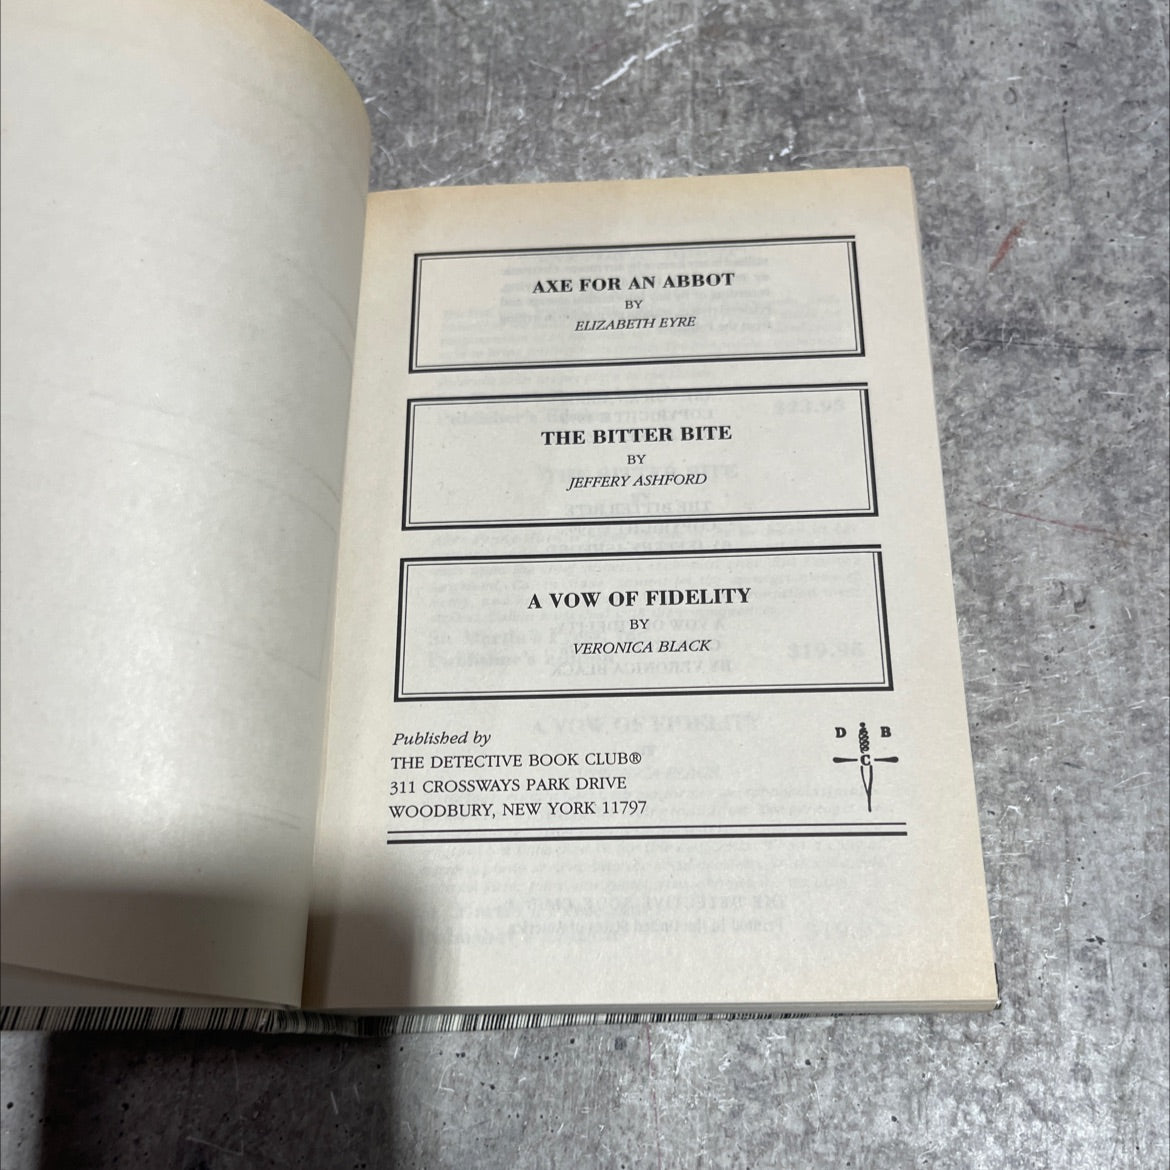 AXE FOR AN ABBOT
BY
ELIZABETH EYRE
THE BITTER BITE
BY
JEFFERY ASHFORD
A VOW OF FIDELITY
BY
VERONICA BLACK
Published by
THE DETECTIVE BOOK CLUB®
311 CROSSWAYS PARK DRIVE
WOODBURY, NEW YORK 11797
D B
C